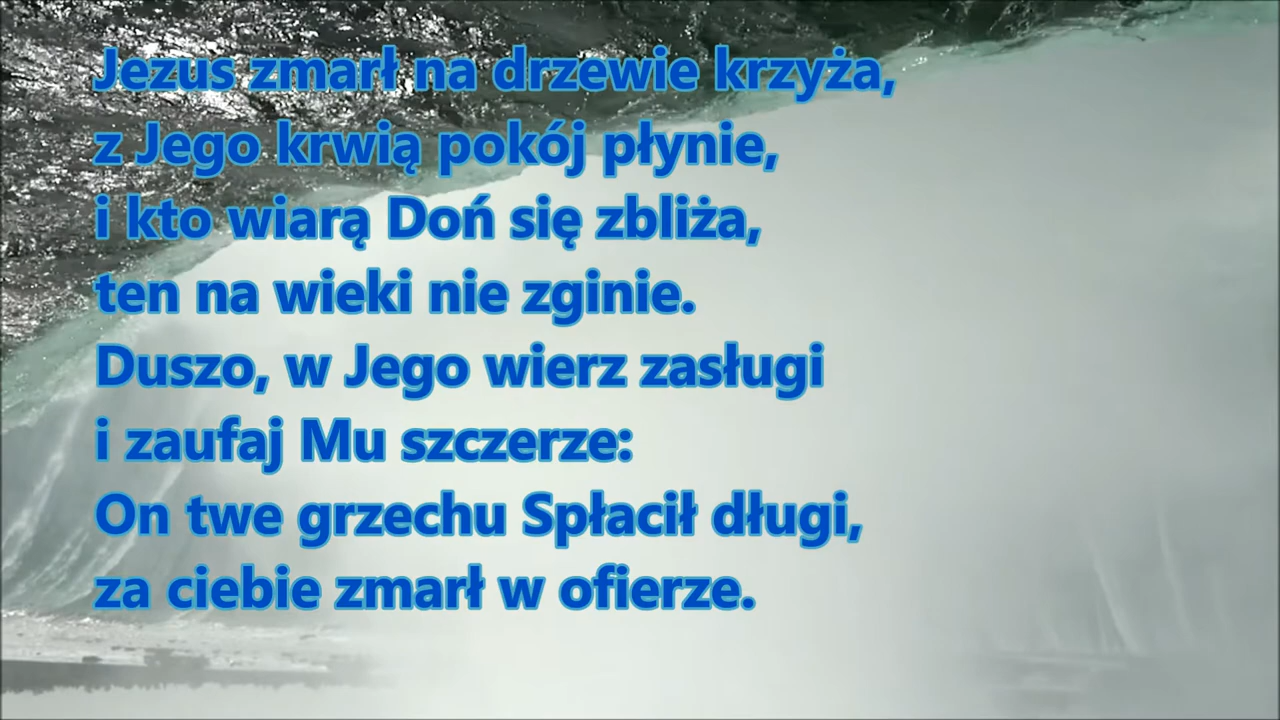 Jezus zmarł na drzewie krzyża,
z Jego krwią pokój płynie,
i kto wiarą Doń się zbliża,
ten na wieki nie zginie.
Duszo, w Jego wierz zasługi
i zaufaj Mu szczerze:
On twe grzechu Spłacił długi,
za ciebie zmarł w ofierze.